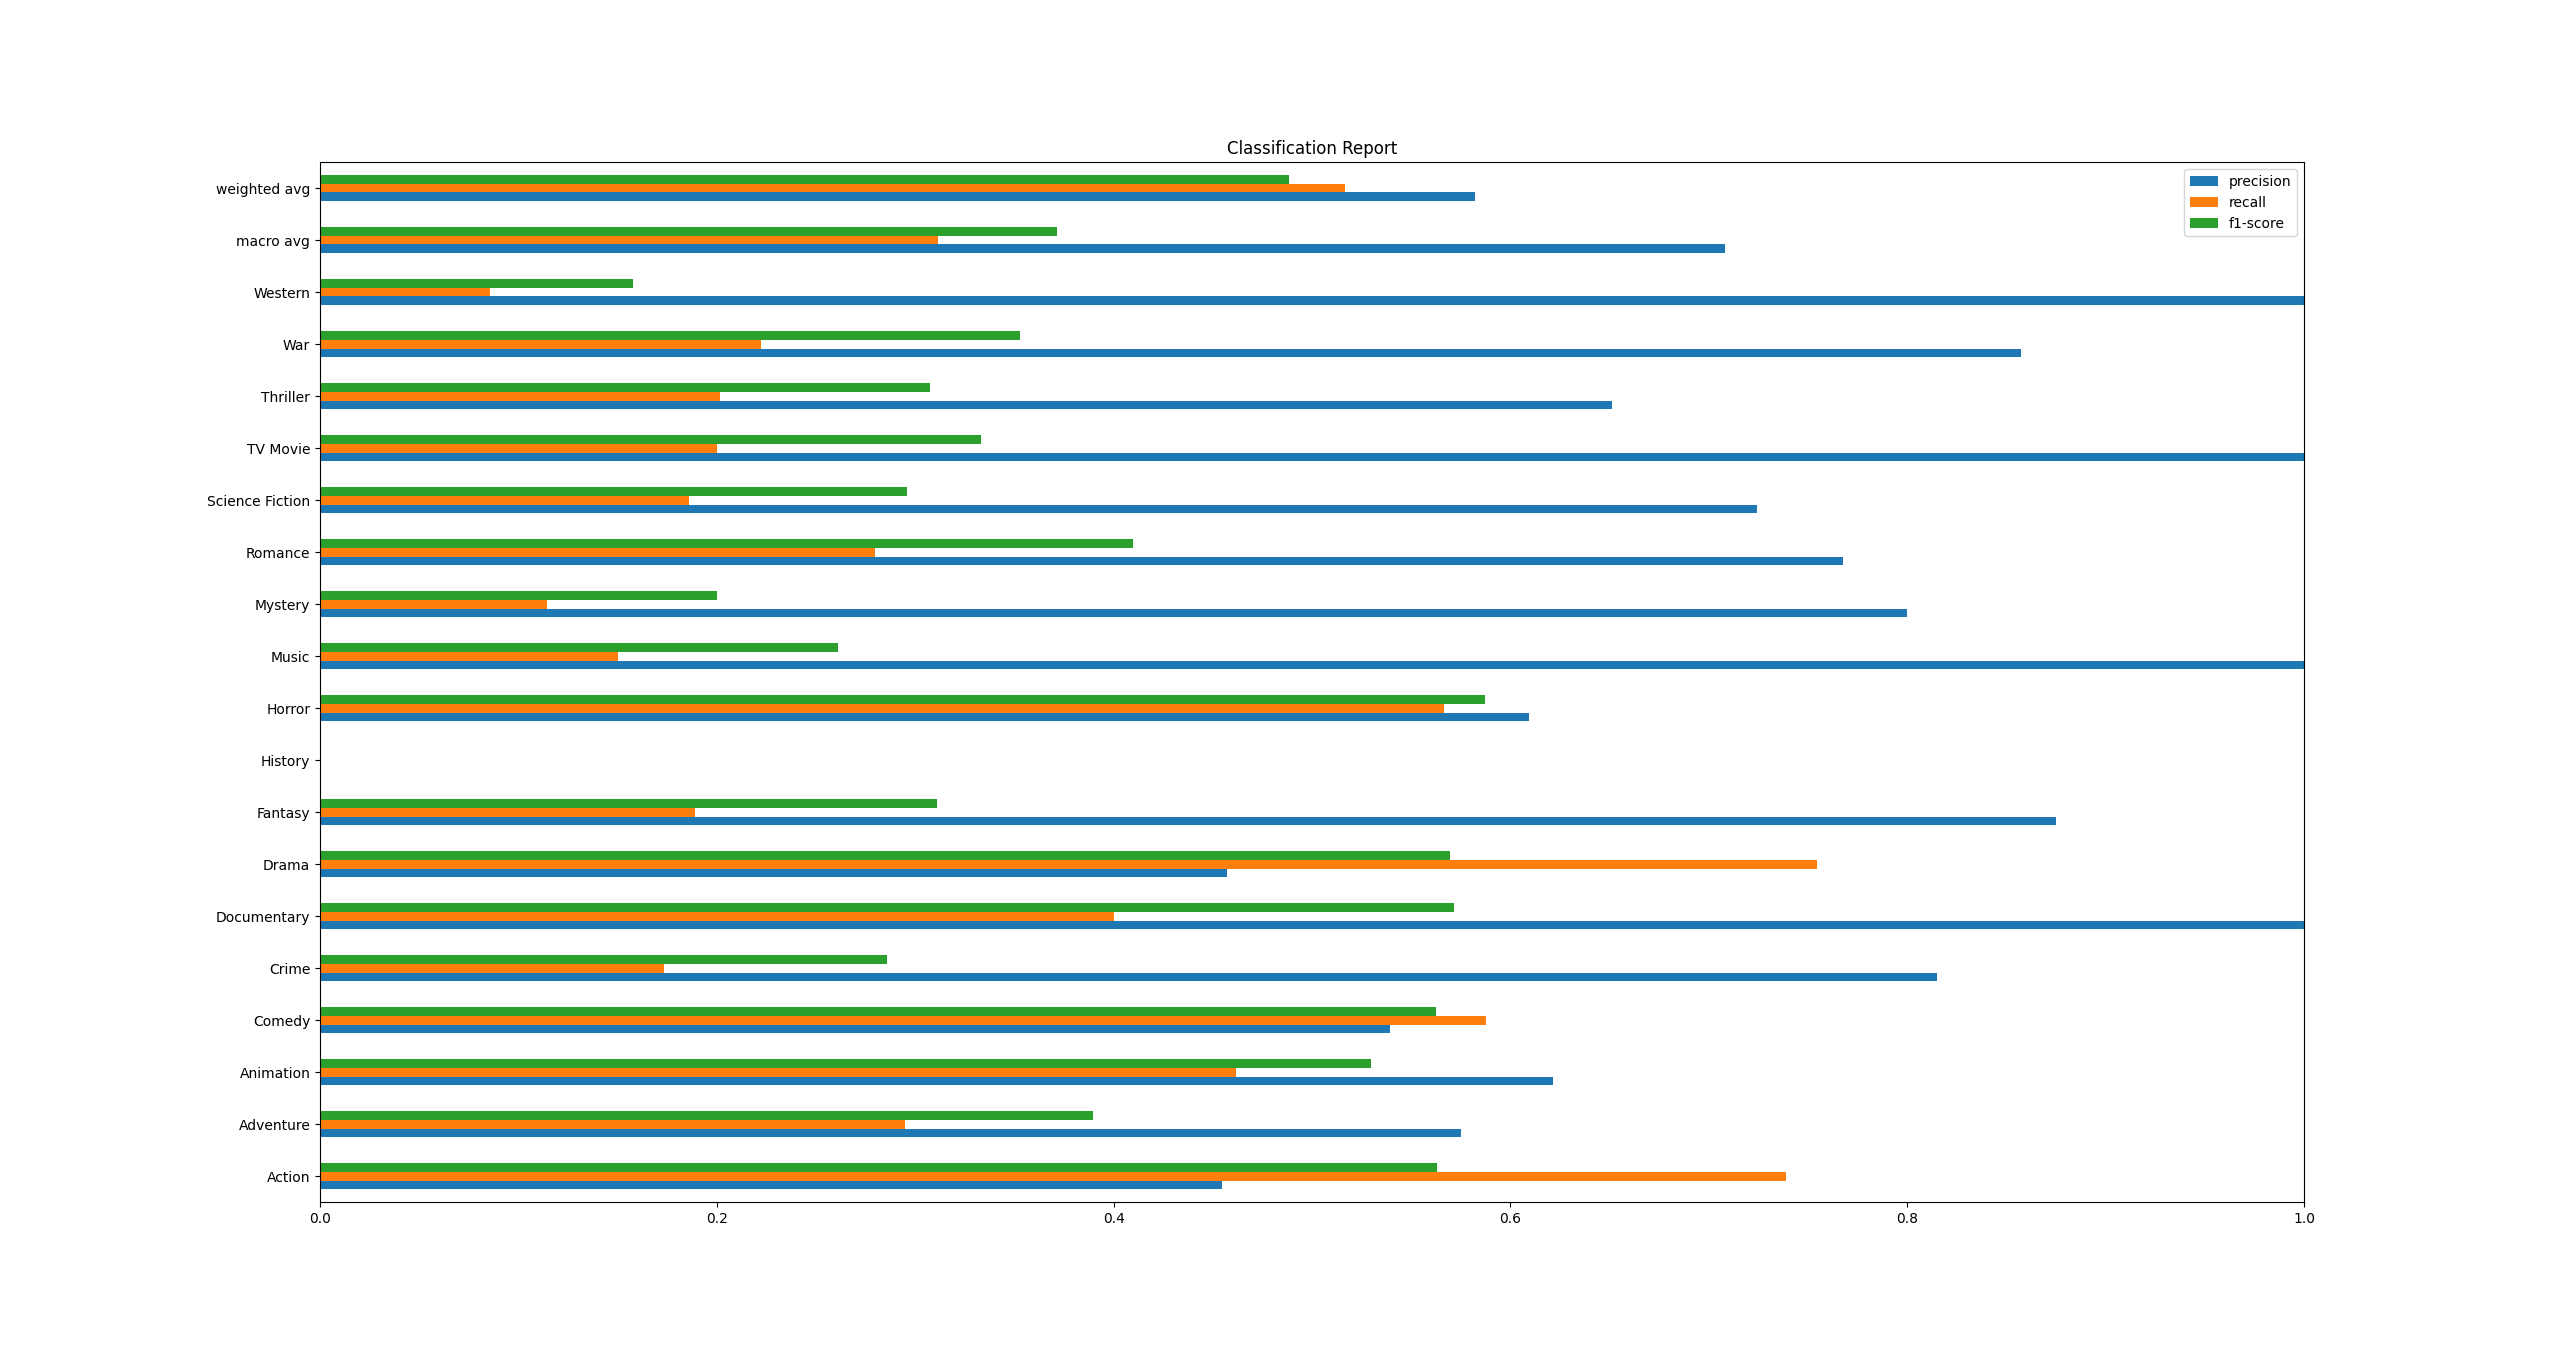 Classification Report
weighted avg
macro avg
Western
War
Thriller
TV Movie
Science Fiction
Romance
Mystery
Music
Horror
History
Fantasy
Drama
Documentary
Crime
Comedy
Animation
Adventure
Action
0.0 0.2 0.4 0.6 0.8 1.0
precision
recall
f1-score